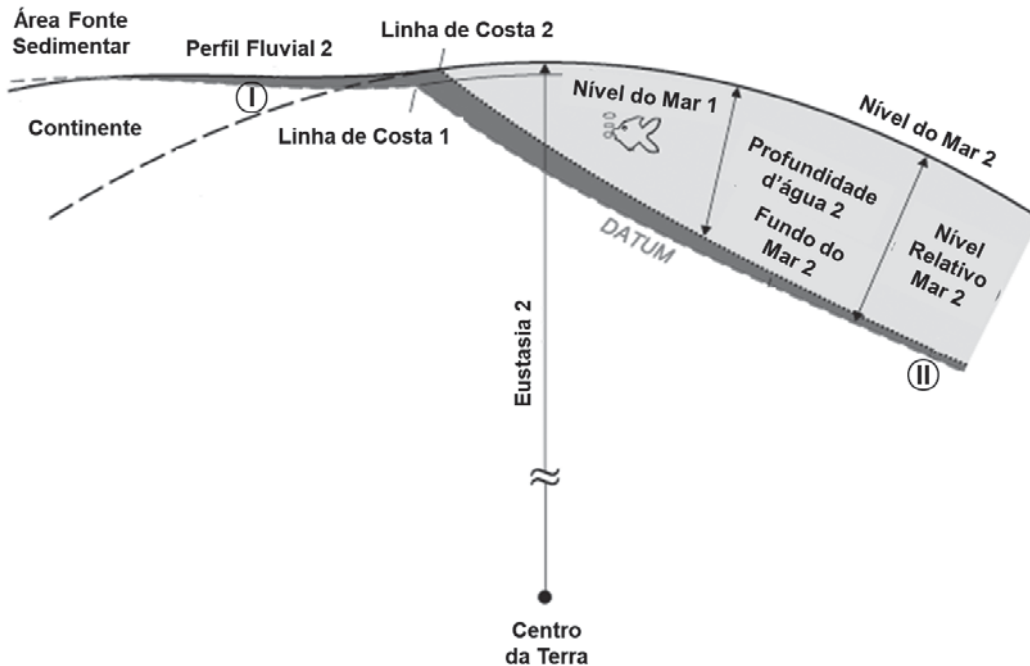 Área Fonte
Sedimentar
Perfil Fluvial 2
Linha de Costa 2
I
Continente
Linha de Costa 1
Nível do Mar 1
Nível do Mar 2
Profundidade
d'água 2
Fundo do
Mar 2
Nível
Relativo
Mar 2
DATUM
II
Eustasia 2
Centro
da Terra